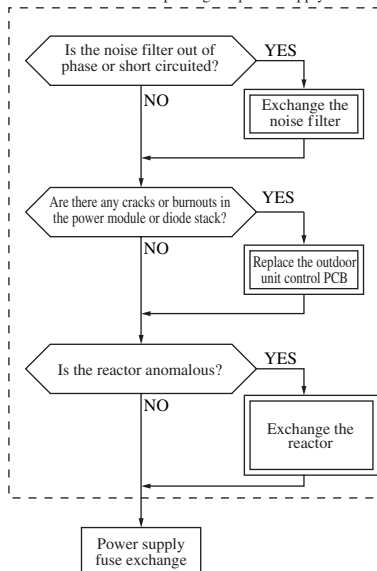 Is the noise filter out of
phase or short circuited?
YES
NO
Exchange the
noise filter
Are there any cracks or burnouts in
the power module or diode stack?
YES
NO
Replace the outdoor
unit control PCB
Is the reactor anomalous?
YES
NO
Exchange the
reactor
Power supply
fuse exchange